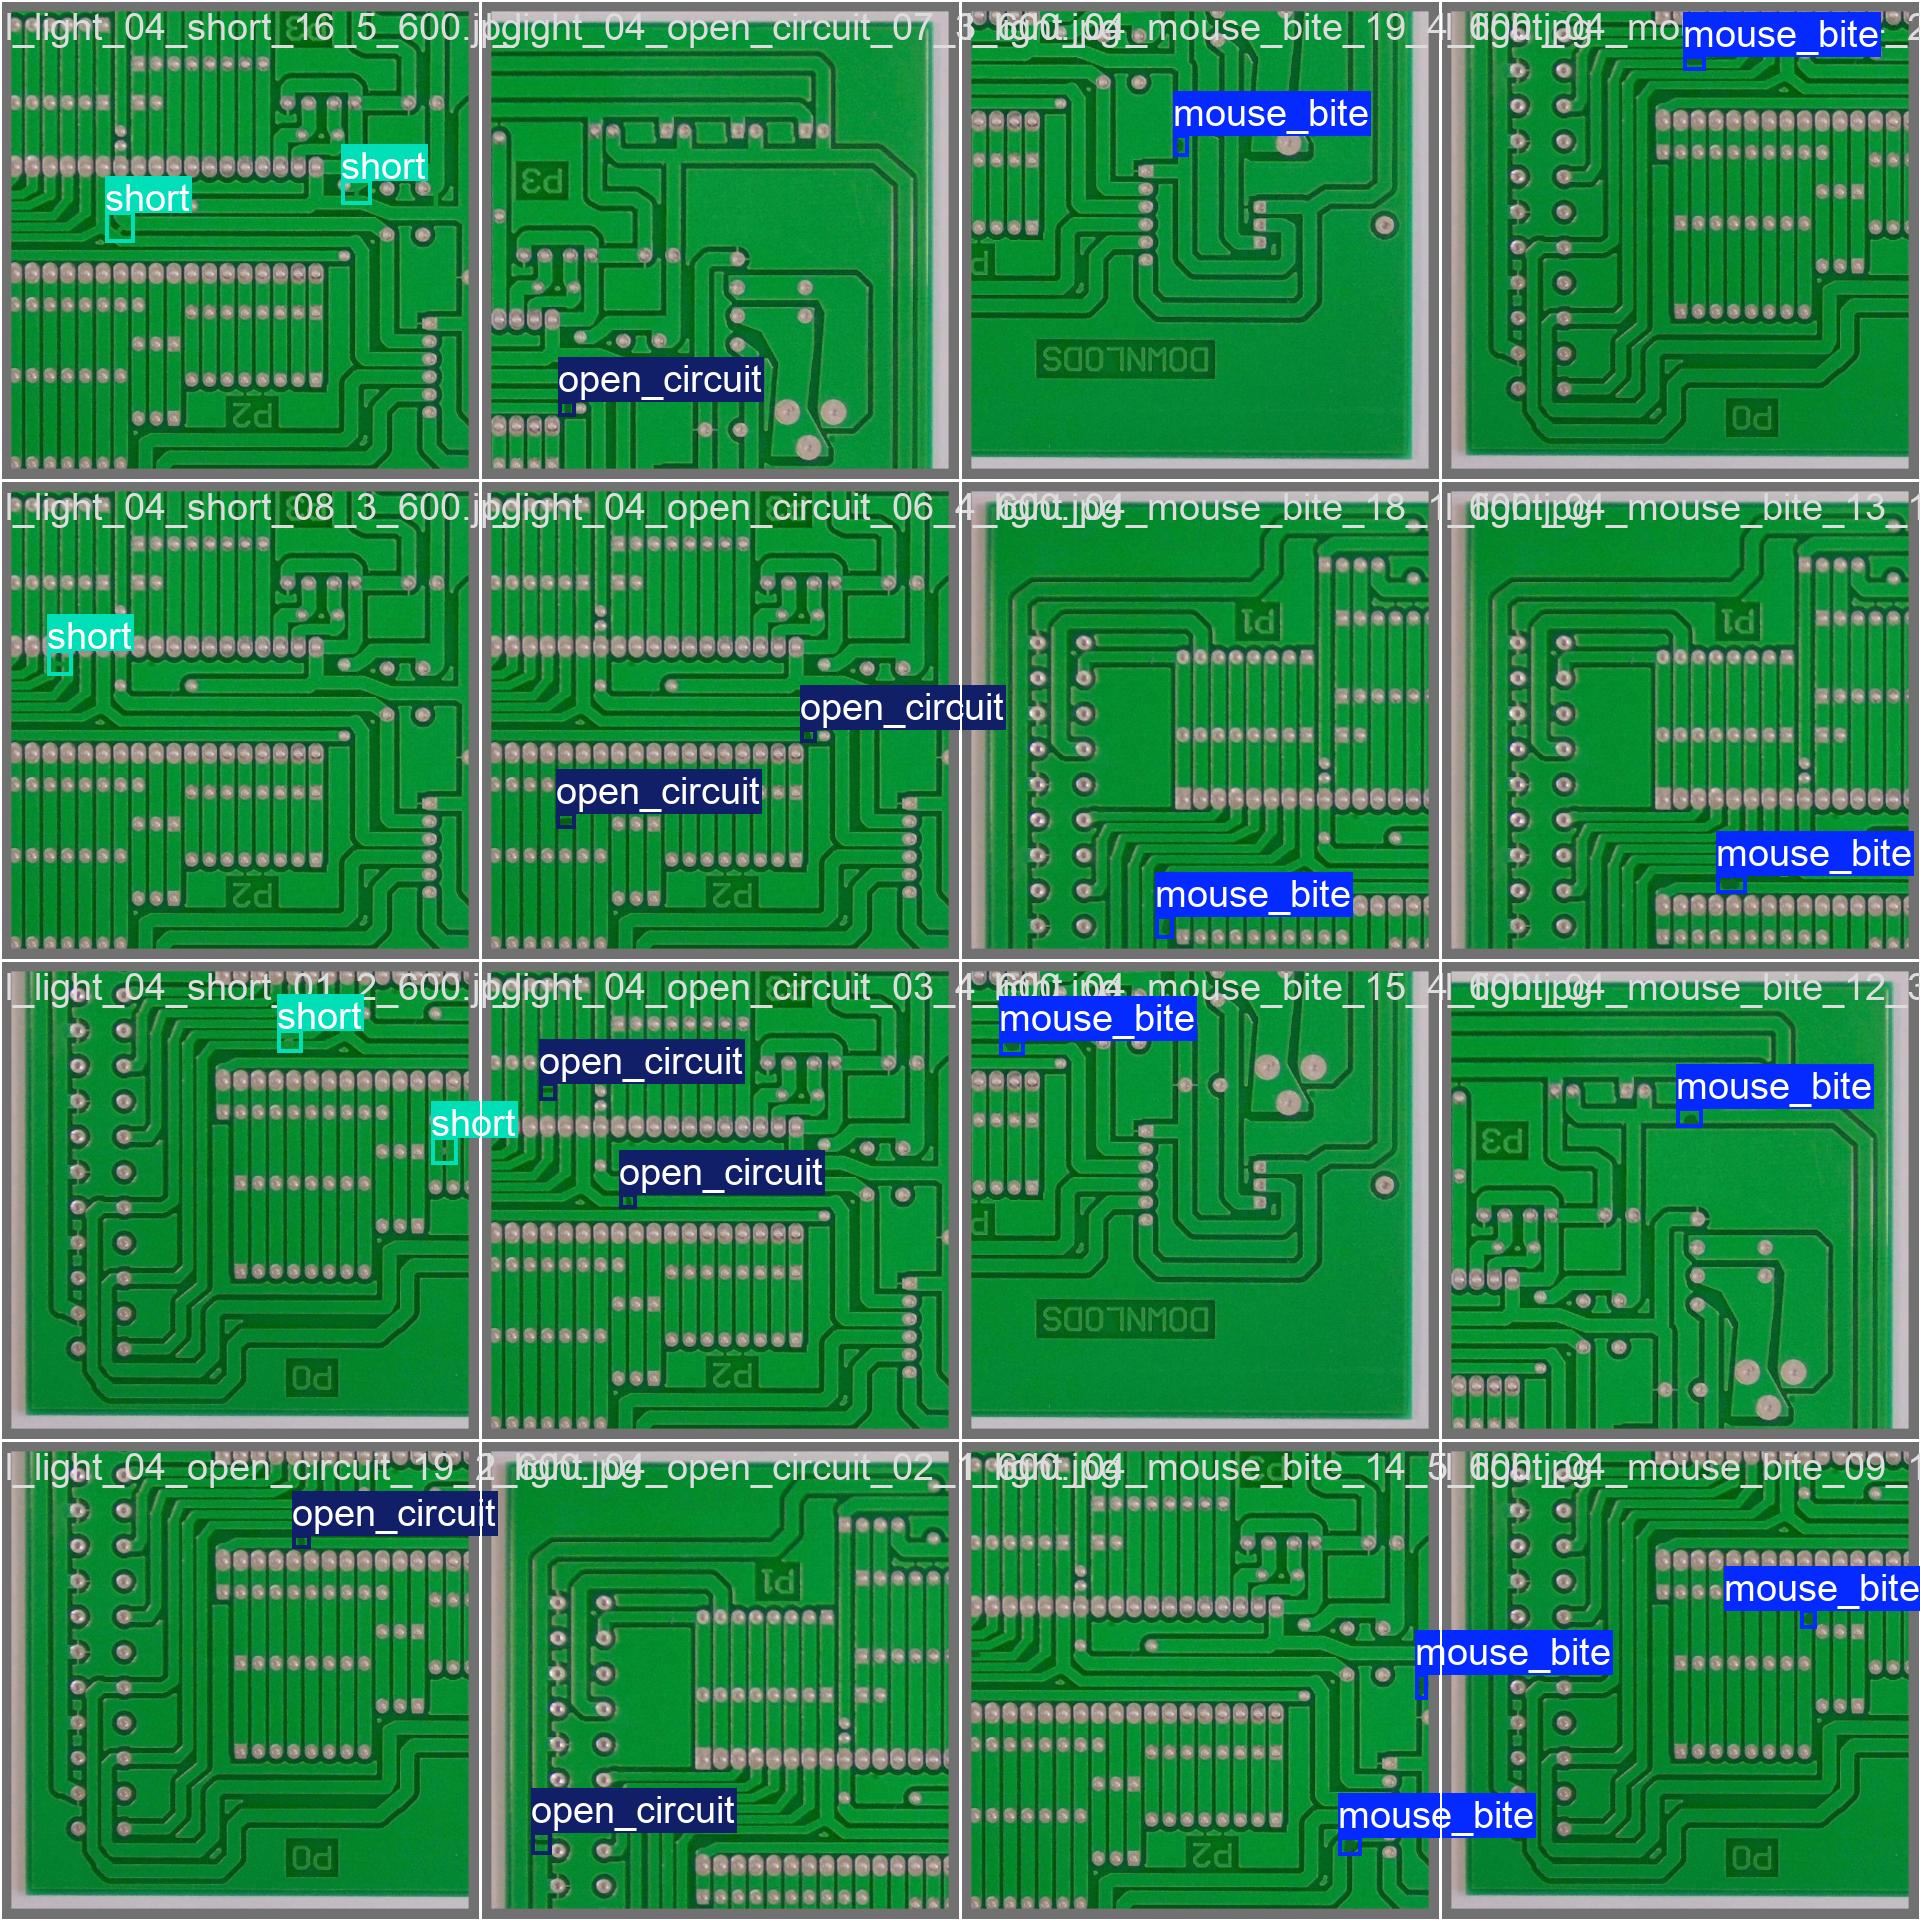 l_light_04_short_16_5_600.jpg
light_04_open_circuit_07_3_600.jpg
light_04_mouse_bite_19_4_600.jpg
light_04_mo
mouse_bite
short
short
open_circuit
mouse_bite
P3
DOWNLODS
P2
P0
l_light_04_short_08_3_600.jpg
light_04_open_circuit_06_4_600.jpg
light_04_mouse_bite_18_1_600.jpg
light_04_mouse_bite_13_1
short
open_circuit
open_circuit
mouse_bite
mouse_bite
P2
P2
P1
P1
l_light_04_short_01_2_600.jpg
light_04_open_circuit_03_4_600.jpg
light_04_mouse_bite_15_4_600.jpg
light_04_mouse_bite_12_3
short
short
open_circuit
open_circuit
mouse_bite
mouse_bite
P0
P2
DOWNLODS
P3
l_light_04_open_circuit_19_2_600.jpg
light_04_open_circuit_02_1_600.jpg
light_04_mouse_bite_14_5_600.jpg
light_04_mouse_bite_09_1
open_circuit
open_circuit
mouse_bite
mouse_bite
mouse_bite
P0
P1
P2
P0